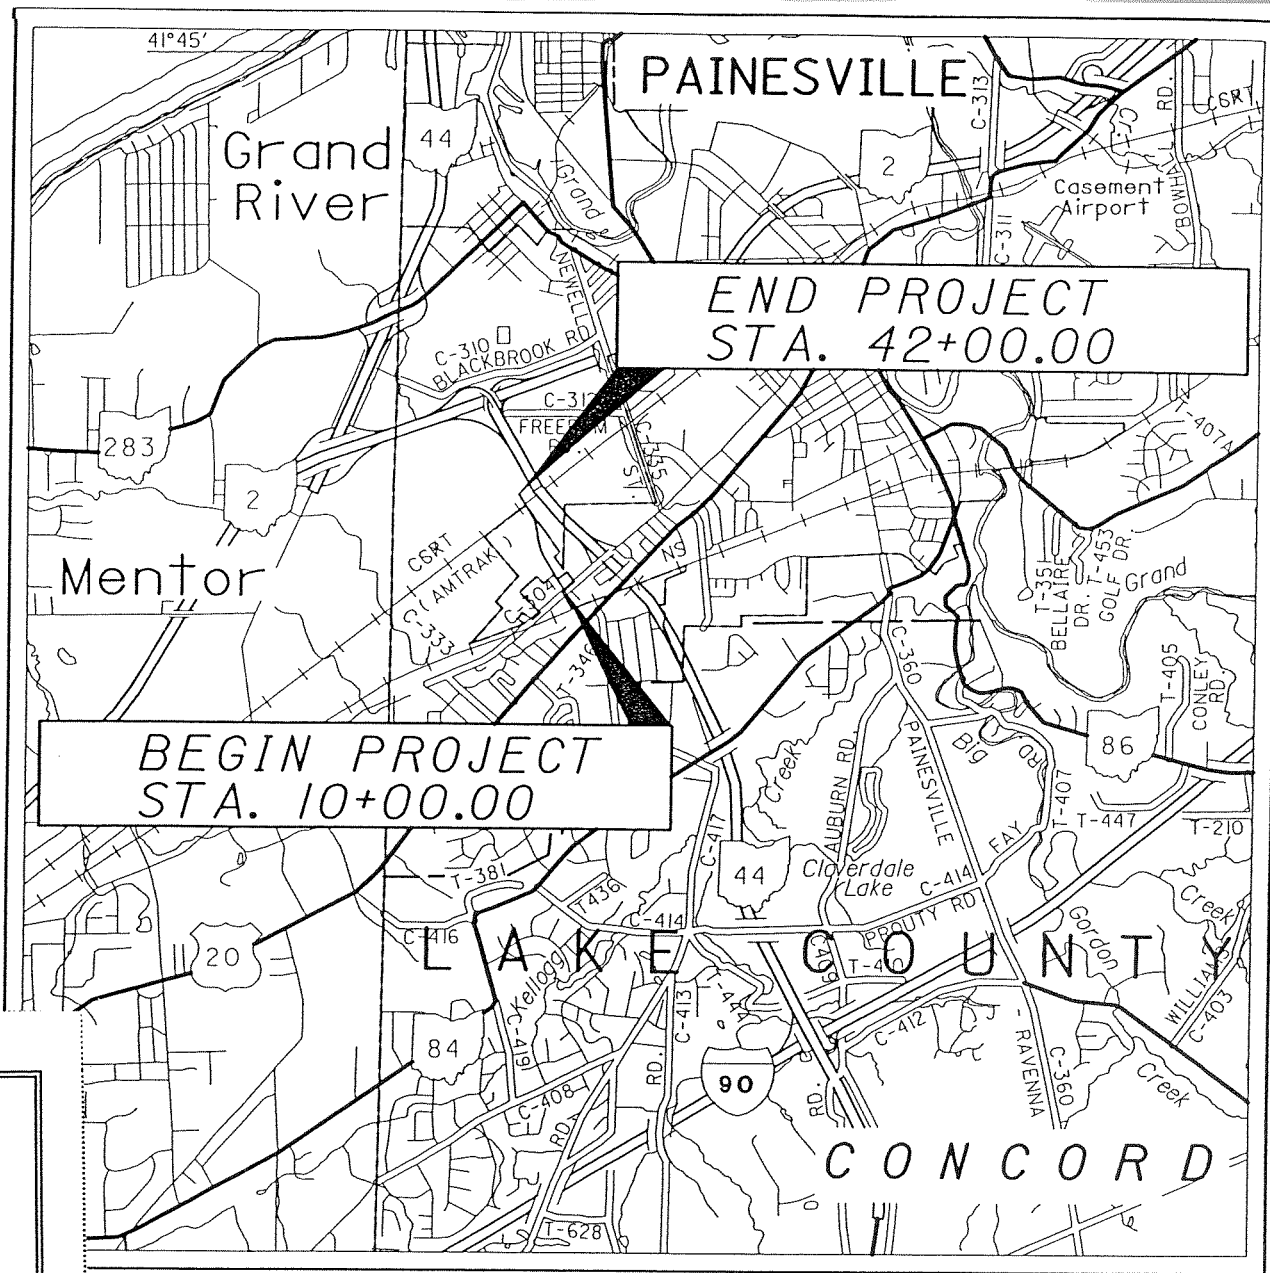 41°45'
PAINESVILLE
Grand
River
44
2
C-313
BOWHALL RD.
Casement
Airport
C-311
Grand
NEWELL
END PROJECT
STA. 42+00.00
C-310
BLACKBROOK RD.
283
2
C-335
T-407A
Mentor
(AMTRAK)
C-333
C-304
NS
T-346
T-351
BELLAIRE
DR.
T-453
GOLF DR.
Grand
C-360
T-405
CONLEY
RD.
86
BEGIN PROJECT
STA. 10+00.00
Creek
AUBURN RD.
PAINESVILLE
Big
RD
T-407
T-447
T-210
FAY
C-417
44
Cloverdale
Lake
C-414
PROUTY RD
T-381
T436
C-414
C-416
20
LAKE COUNTY
Kellogg
C-413
T-444
C409
Gordon
Creek
Creek
WILLIAMS
C-403
C-412
84
C-419
C-408
RD.
RD.
90
RD.
RAVENNA
C-360
CONCORD
T-628